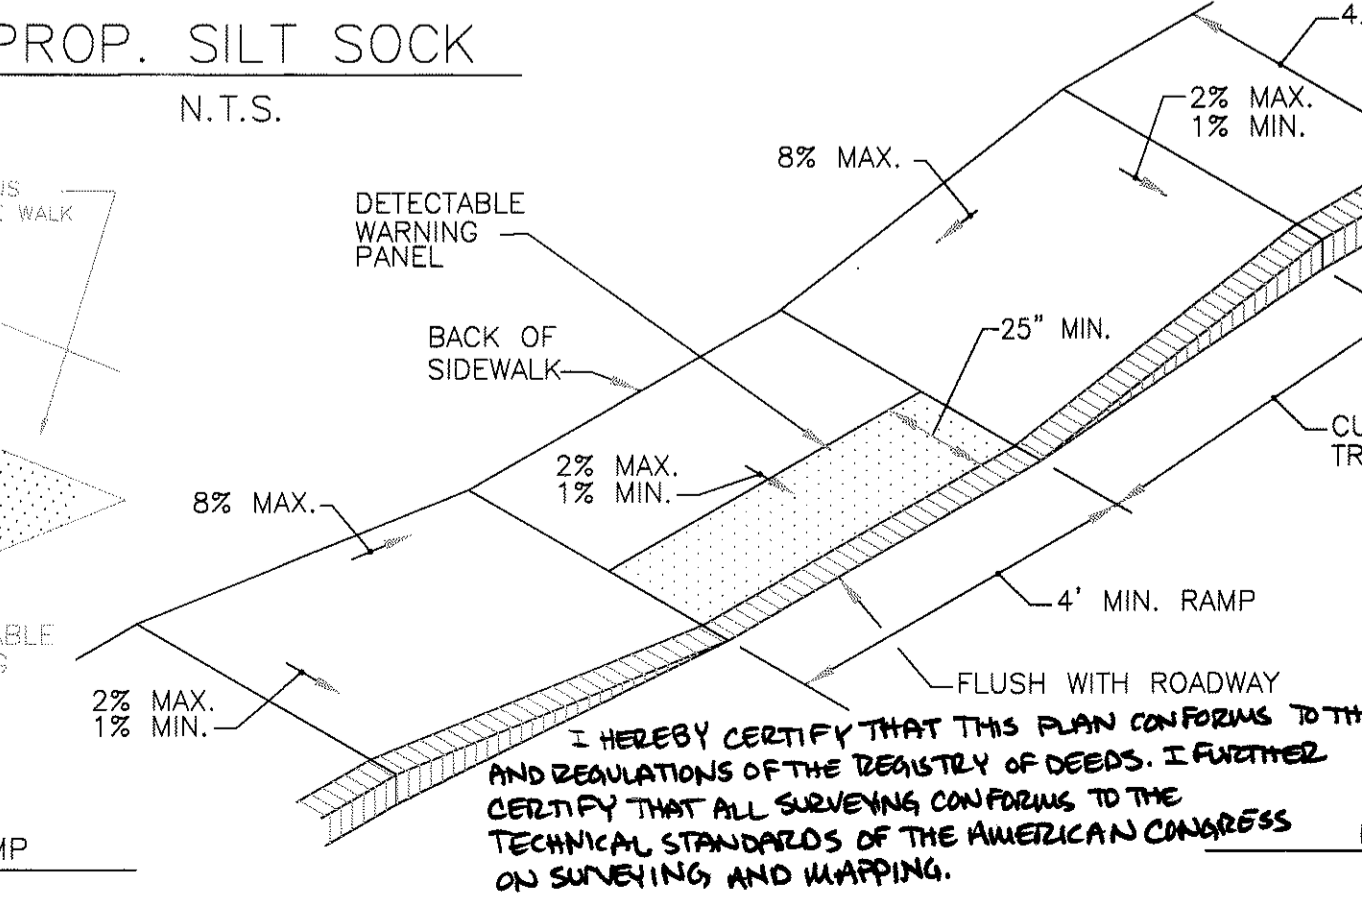 PROP. SILT SOCK
N.T.S.
WALK
DETECTABLE
WARNING
PANEL
BACK OF
SIDEWALK
8% MAX.
2% MAX.
1% MIN.
4.
25" MIN.
2% MAX.
1% MIN.
8% MAX.
4' MIN. RAMP
FLUSH WITH ROADWAY
2% MAX.
1% MIN.
I HEREBY CERTIFY THAT THIS PLAN CONFORMS TO TH
AND REGULATIONS OF THE REGISTRY OF DEEDS. I FURTHER
CERTIFY THAT ALL SURVEYING CONFORMS TO THE
TECHNICAL STANDARDS OF THE AMERICAN CONGRESS
ON SURVEYING AND MAPPING.